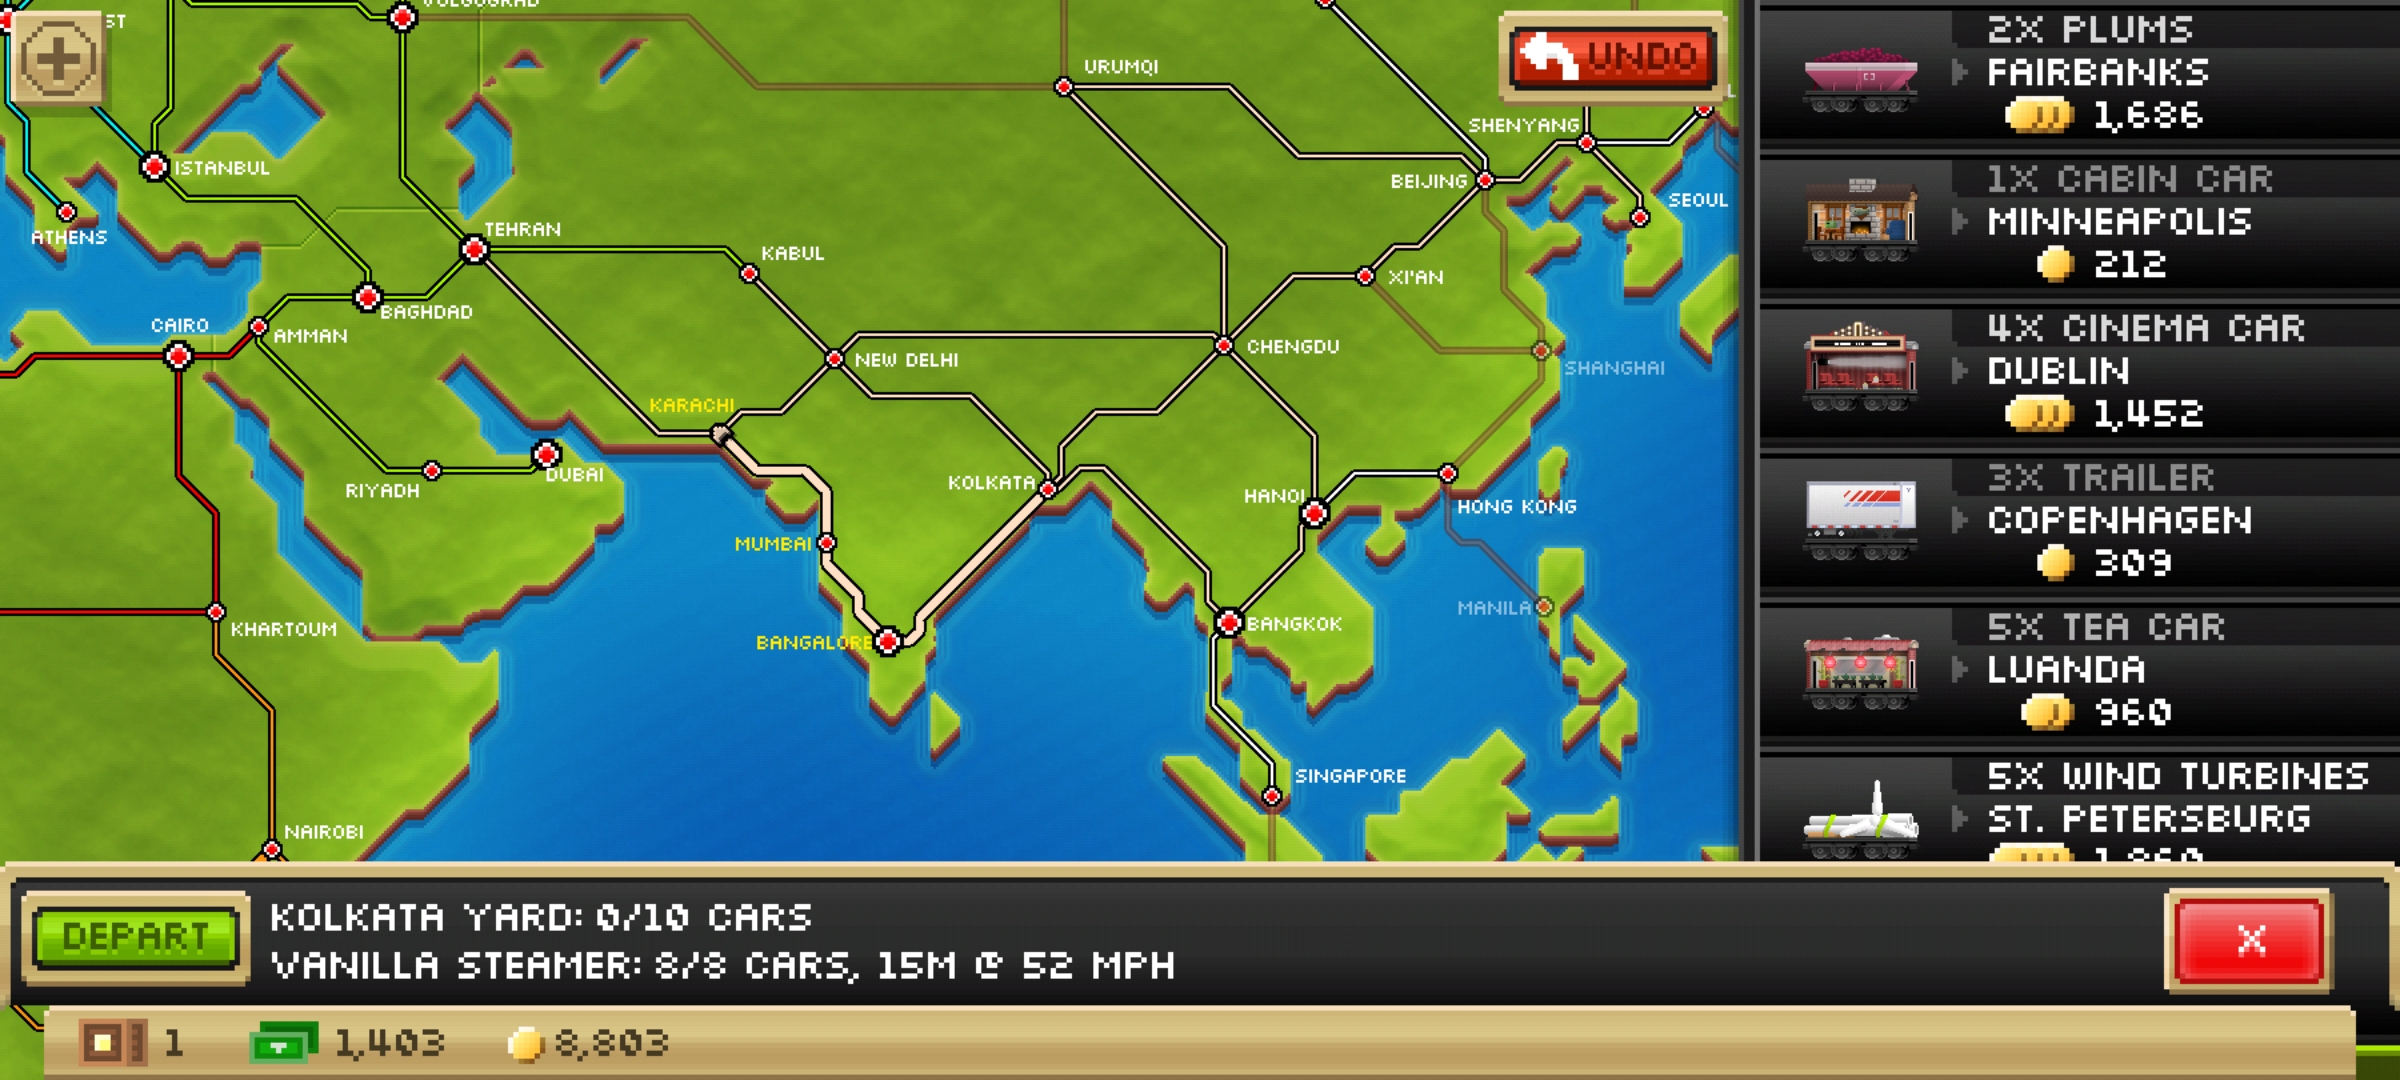 VOLGOGRAD
ST
URUMQI
UNDO
SHENYANG
ISTANBUL
BEIJING
SEOUL
ATHENS
TEHRAN
KABUL
XI'AN
BAGHDAD
CAIRO
AMMAN
NEW DELHI
CHENGDU
SHANGHAI
KARACHI
RIYADH
DUBAI
KOLKATA
HANOI
HONG KONG
MUMBAI
MANILA
KHARTOUM
BANGALORE
BANGKOK
SINGAPORE
NAIROBI
2X PLUMS
FAIRBANKS
1,686
1X CABIN CAR
MINNEAPOLIS
212
4X CINEMA CAR
DUBLIN
1,452
3X TRAILER
COPENHAGEN
309
5X TEA CAR
LUANDA
960
5X WIND TURBINES
ST. PETERSBURG
DEPART
KOLKATA YARD: 0/10 CARS
VANILLA STEAMER: 8/8 CARS, 15M @ 52 MPH
X
1
1,403
8,803